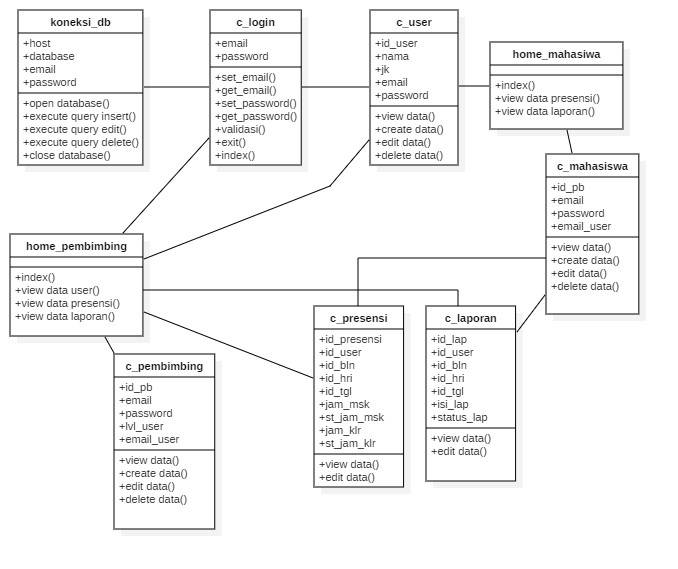 koneksi_db
+host
+database
+email
+password
+open database()
+execute query insert()
+execute query edit()
+execute query delete()
+close database()
c_login
+email
+password
+set_email()
+get_email()
+set_password()
+get_password()
+validasi()
+exit()
+index()
c_user
+id_user
+nama
+jk
+email
+password
+view data()
+create data()
+edit data()
+delete data()
home_mahasiwa
+index()
+view data presensi()
+view data laporan()
c_mahasiswa
+id_pb
+email
+password
+email_user
+view data()
+create data()
+edit data()
+delete data()
home_pembimbing
+index()
+view data user()
+view data presensi()
+view data laporan()
c_pembimbing
+id_pb
+email
+password
+lvl_user
+email_user
+view data()
+create data()
+edit data()
+delete data()
c_presensi
+id_presensi
+id_user
+id_bln
+id_hri
+id_tgl
+jam_msk
+st_jam_msk
+jam_klr
+st_jam_klr
+view data()
+edit data()
c_laporan
+id_lap
+id_user
+id_bln
+id_hri
+id_tgl
+isi_lap
+status_lap
+view data()
+edit data()